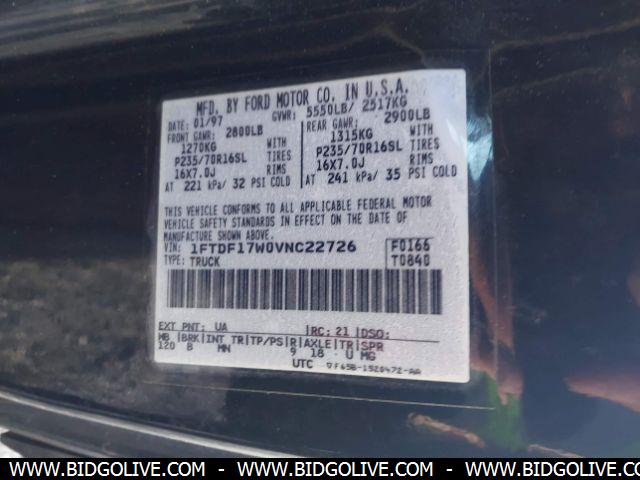 MFD. BY FORD MOTOR CO. IN U.S.A.
DATE: 01/97 GVWR: 5550LB/ 2517KG
FRONT GAWR: 2800LB REAR GAWR: 2900LB
1270KG WITH 1315KG WITH
P235/70R16SL TIRES P235/70R16SL TIRES
16X7.0J RIMS 16X7.0J RIMS
AT 221 kPa/ 32 PSI COLD AT 241 kPa/ 35 PSI COLD
THIS VEHICLE CONFORMS TO ALL APPLICABLE FEDERAL MOTOR
VEHICLE SAFETY STANDARDS IN EFFECT ON THE DATE OF
MANUFACTURE SHOWN ABOVE.
VIN: 1FTDF17W0VNC22726 F0166
TYPE: TRUCK T0840
EXT PNT: UA RC: 21 DSO:
WB BRK INT TR TP/PS R AXLE TR SPR
120 B MN 9 18 U MG
UTC
WWW.BIDGOLIVE.COM - WWW.BIDGOLIVE.COM - WWW.BIDGOLIVE.COM